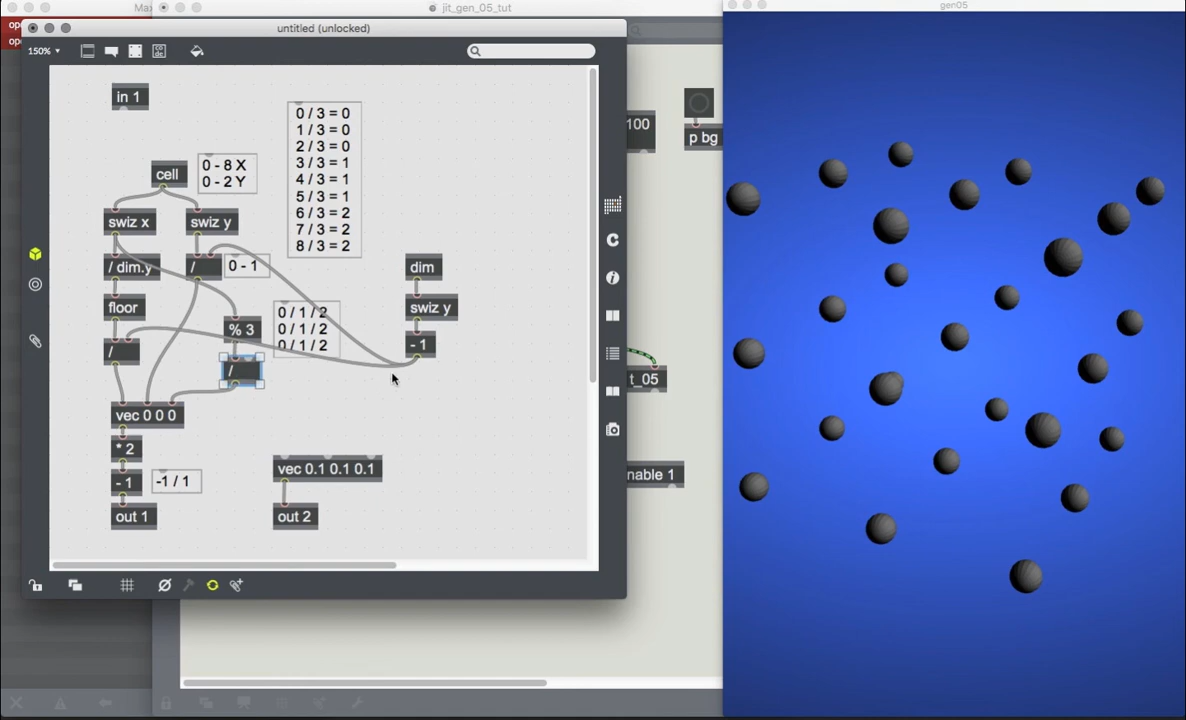 Max
jit_gen_05_tut
gen05
untitled (unlocked)
150%
in 1
cell
0 - 8 X
0 - 2 Y
0 / 3 = 0
1 / 3 = 0
2 / 3 = 0
3 / 3 = 1
4 / 3 = 1
5 / 3 = 1
6 / 3 = 2
7 / 3 = 2
8 / 3 = 2
swiz x
swiz y
/ dim.y
/
0 - 1
dim
floor
swiz y
% 3
0 / 1 / 2
0 / 1 / 2
0 / 1 / 2
/
- 1
/
vec 0 0 0
* 2
- 1
-1 / 1
out 1
vec 0.1 0.1 0.1
out 2
100
p bg
t_05
nable 1
ope
ope